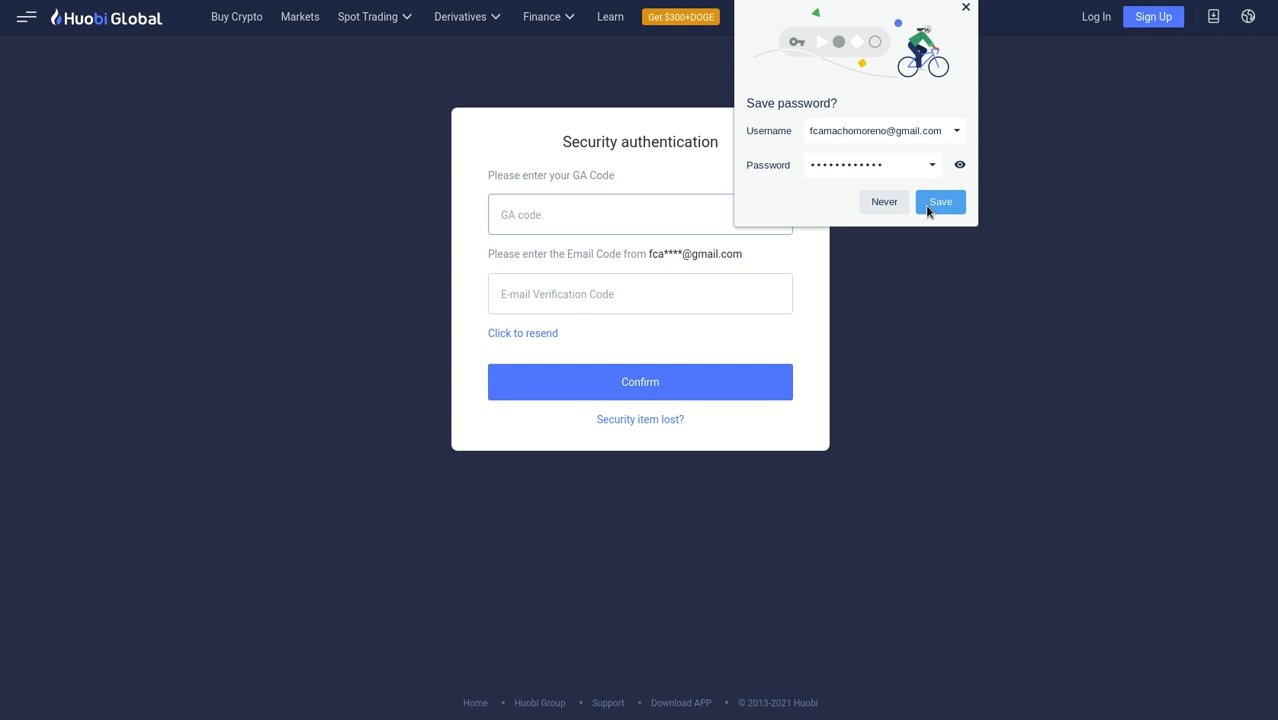 Huobi Global Buy Crypto Markets Spot Trading Derivatives Finance Learn Get $300+DOGE Log In Sign Up
Save password?
Username fcamachomoreno@gmail.com
Password ••••••••••••
Never Save
Security authentication
Please enter your GA Code
GA code
Please enter the Email Code from fca****@gmail.com
E-mail Verification Code
Click to resend
Confirm
Security item lost?
Home • Huobi Group • Support • Download APP • © 2013-2021 Huobi